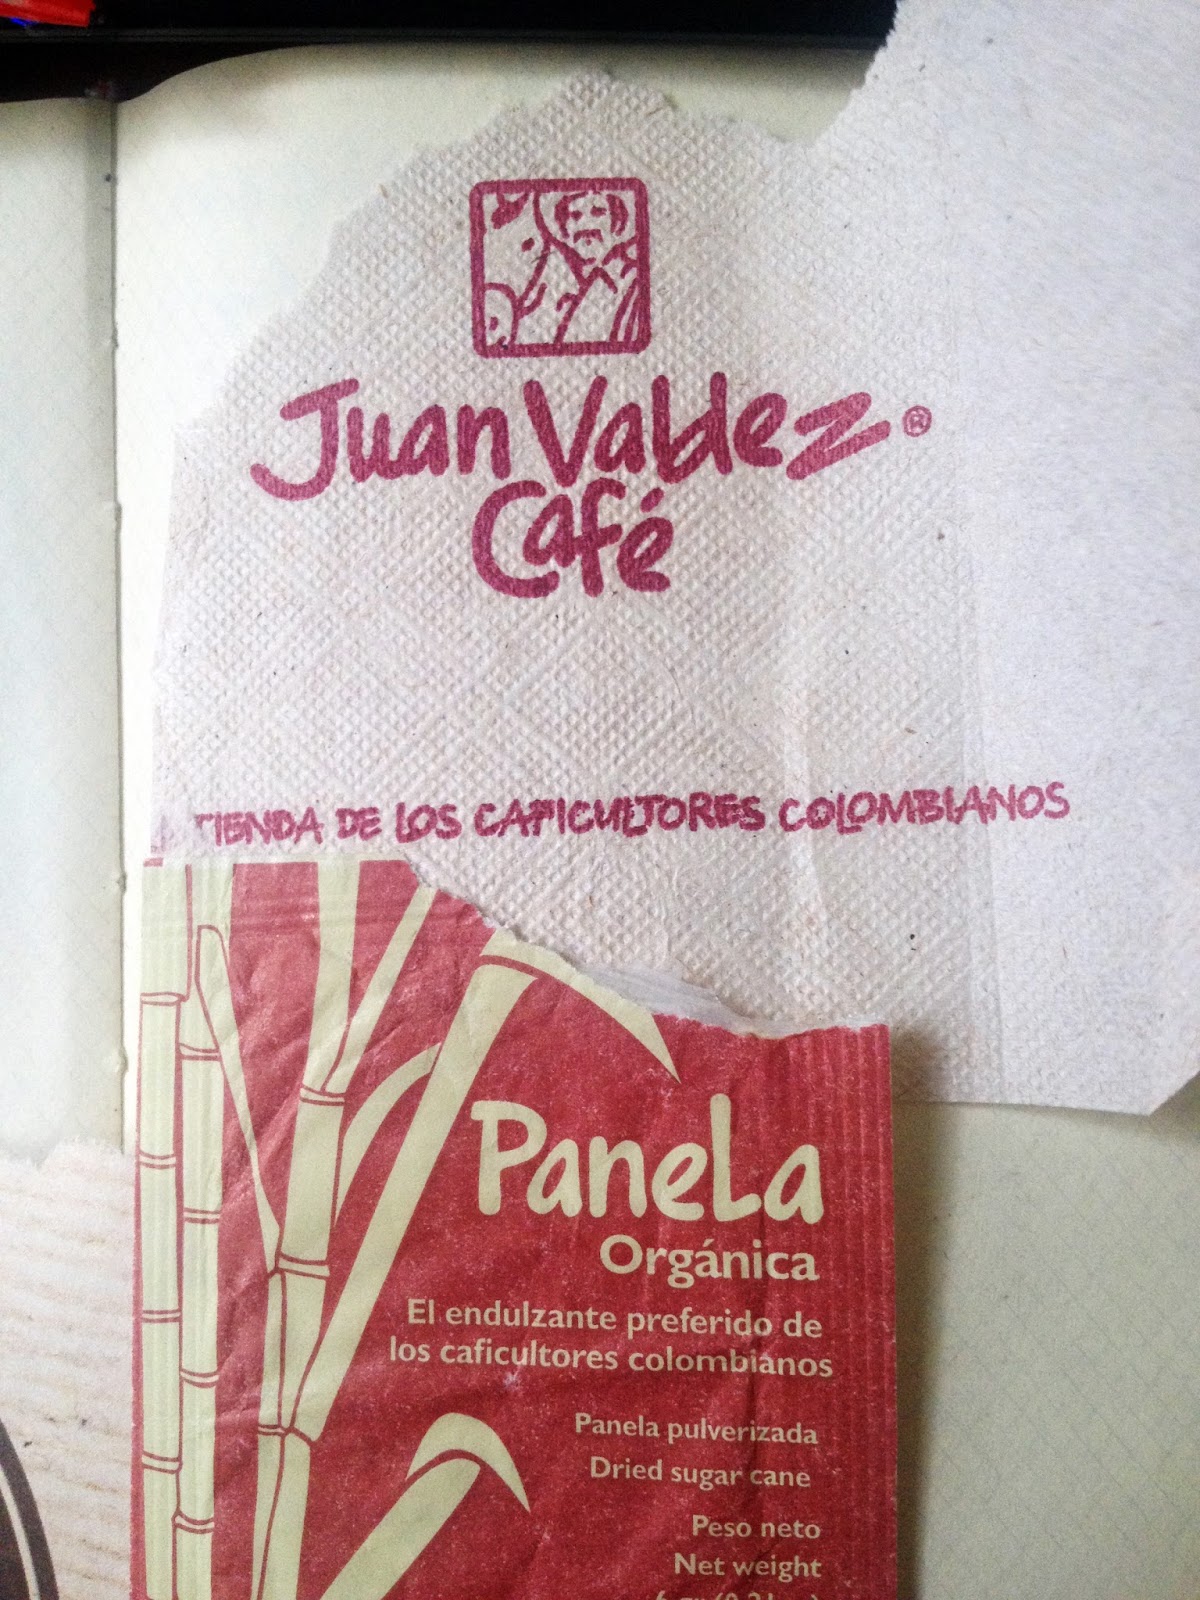 Juan Valdez®
Café
TIENDA DE LOS CAFICULTORES COLOMBIANOS
Panela
Orgánica
El endulzante preferido de
los caficultores colombianos
Panela pulverizada
Dried sugar cane
Peso neto
Net weight